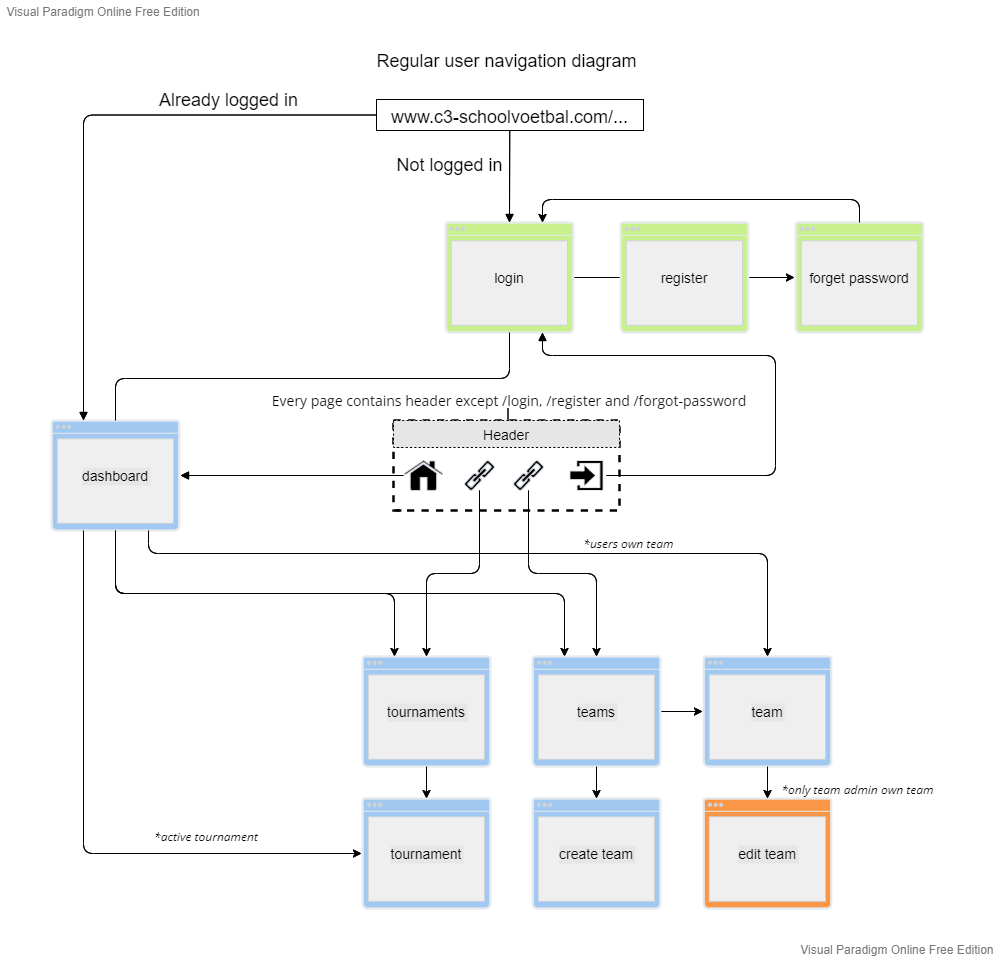 Visual Paradigm Online Free Edition
Regular user navigation diagram
Already logged in
www.c3-schoolvoetbal.com/...
Not logged in
login
register
forget password
Every page contains header except /login, /register and /forgot-password
Header
dashboard
*users own team
tournaments
teams
team
*only team admin own team
*active tournament
tournament
create team
edit team
Visual Paradigm Online Free Edition